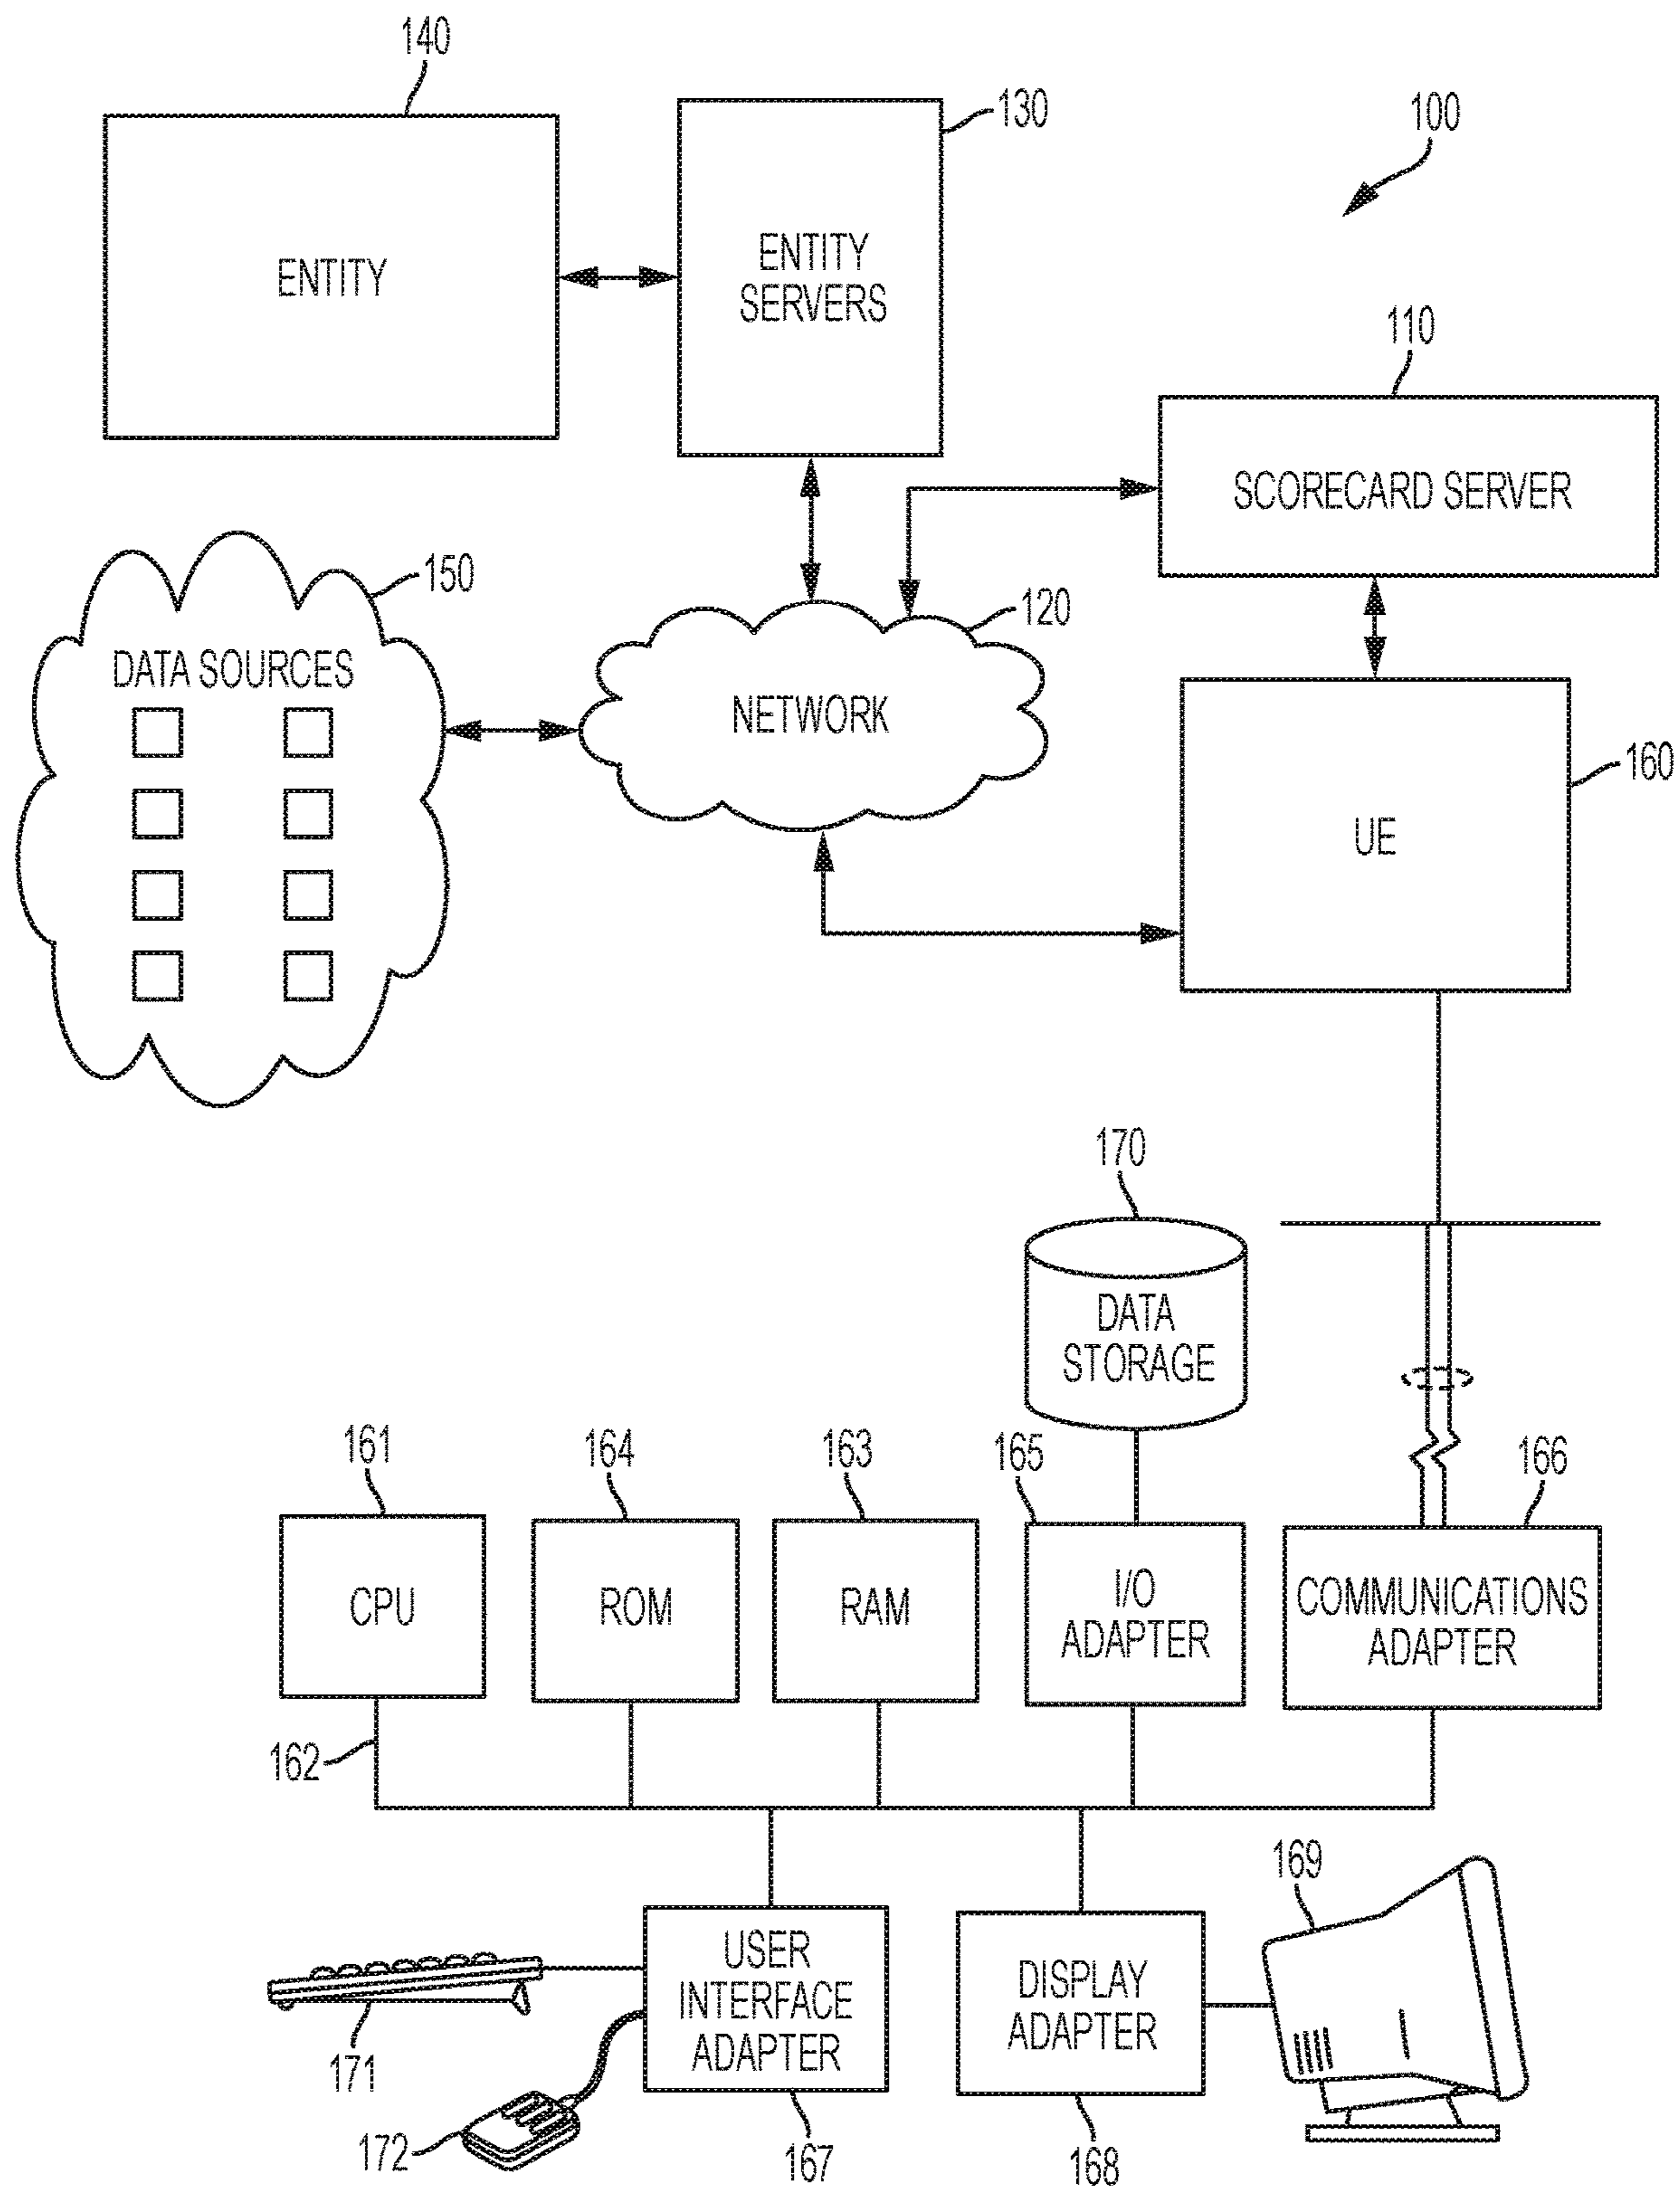 140
130
100
ENTITY
ENTITY
SERVERS
110
SCORECARD SERVER
150
120
DATA SOURCES
NETWORK
160
UE
170
DATA
STORAGE
161
164
163
165
166
CPU
ROM
RAM
I/O
ADAPTER
COMMUNICATIONS
ADAPTER
162
169
USER
INTERFACE
ADAPTER
DISPLAY
ADAPTER
171
172
167
168